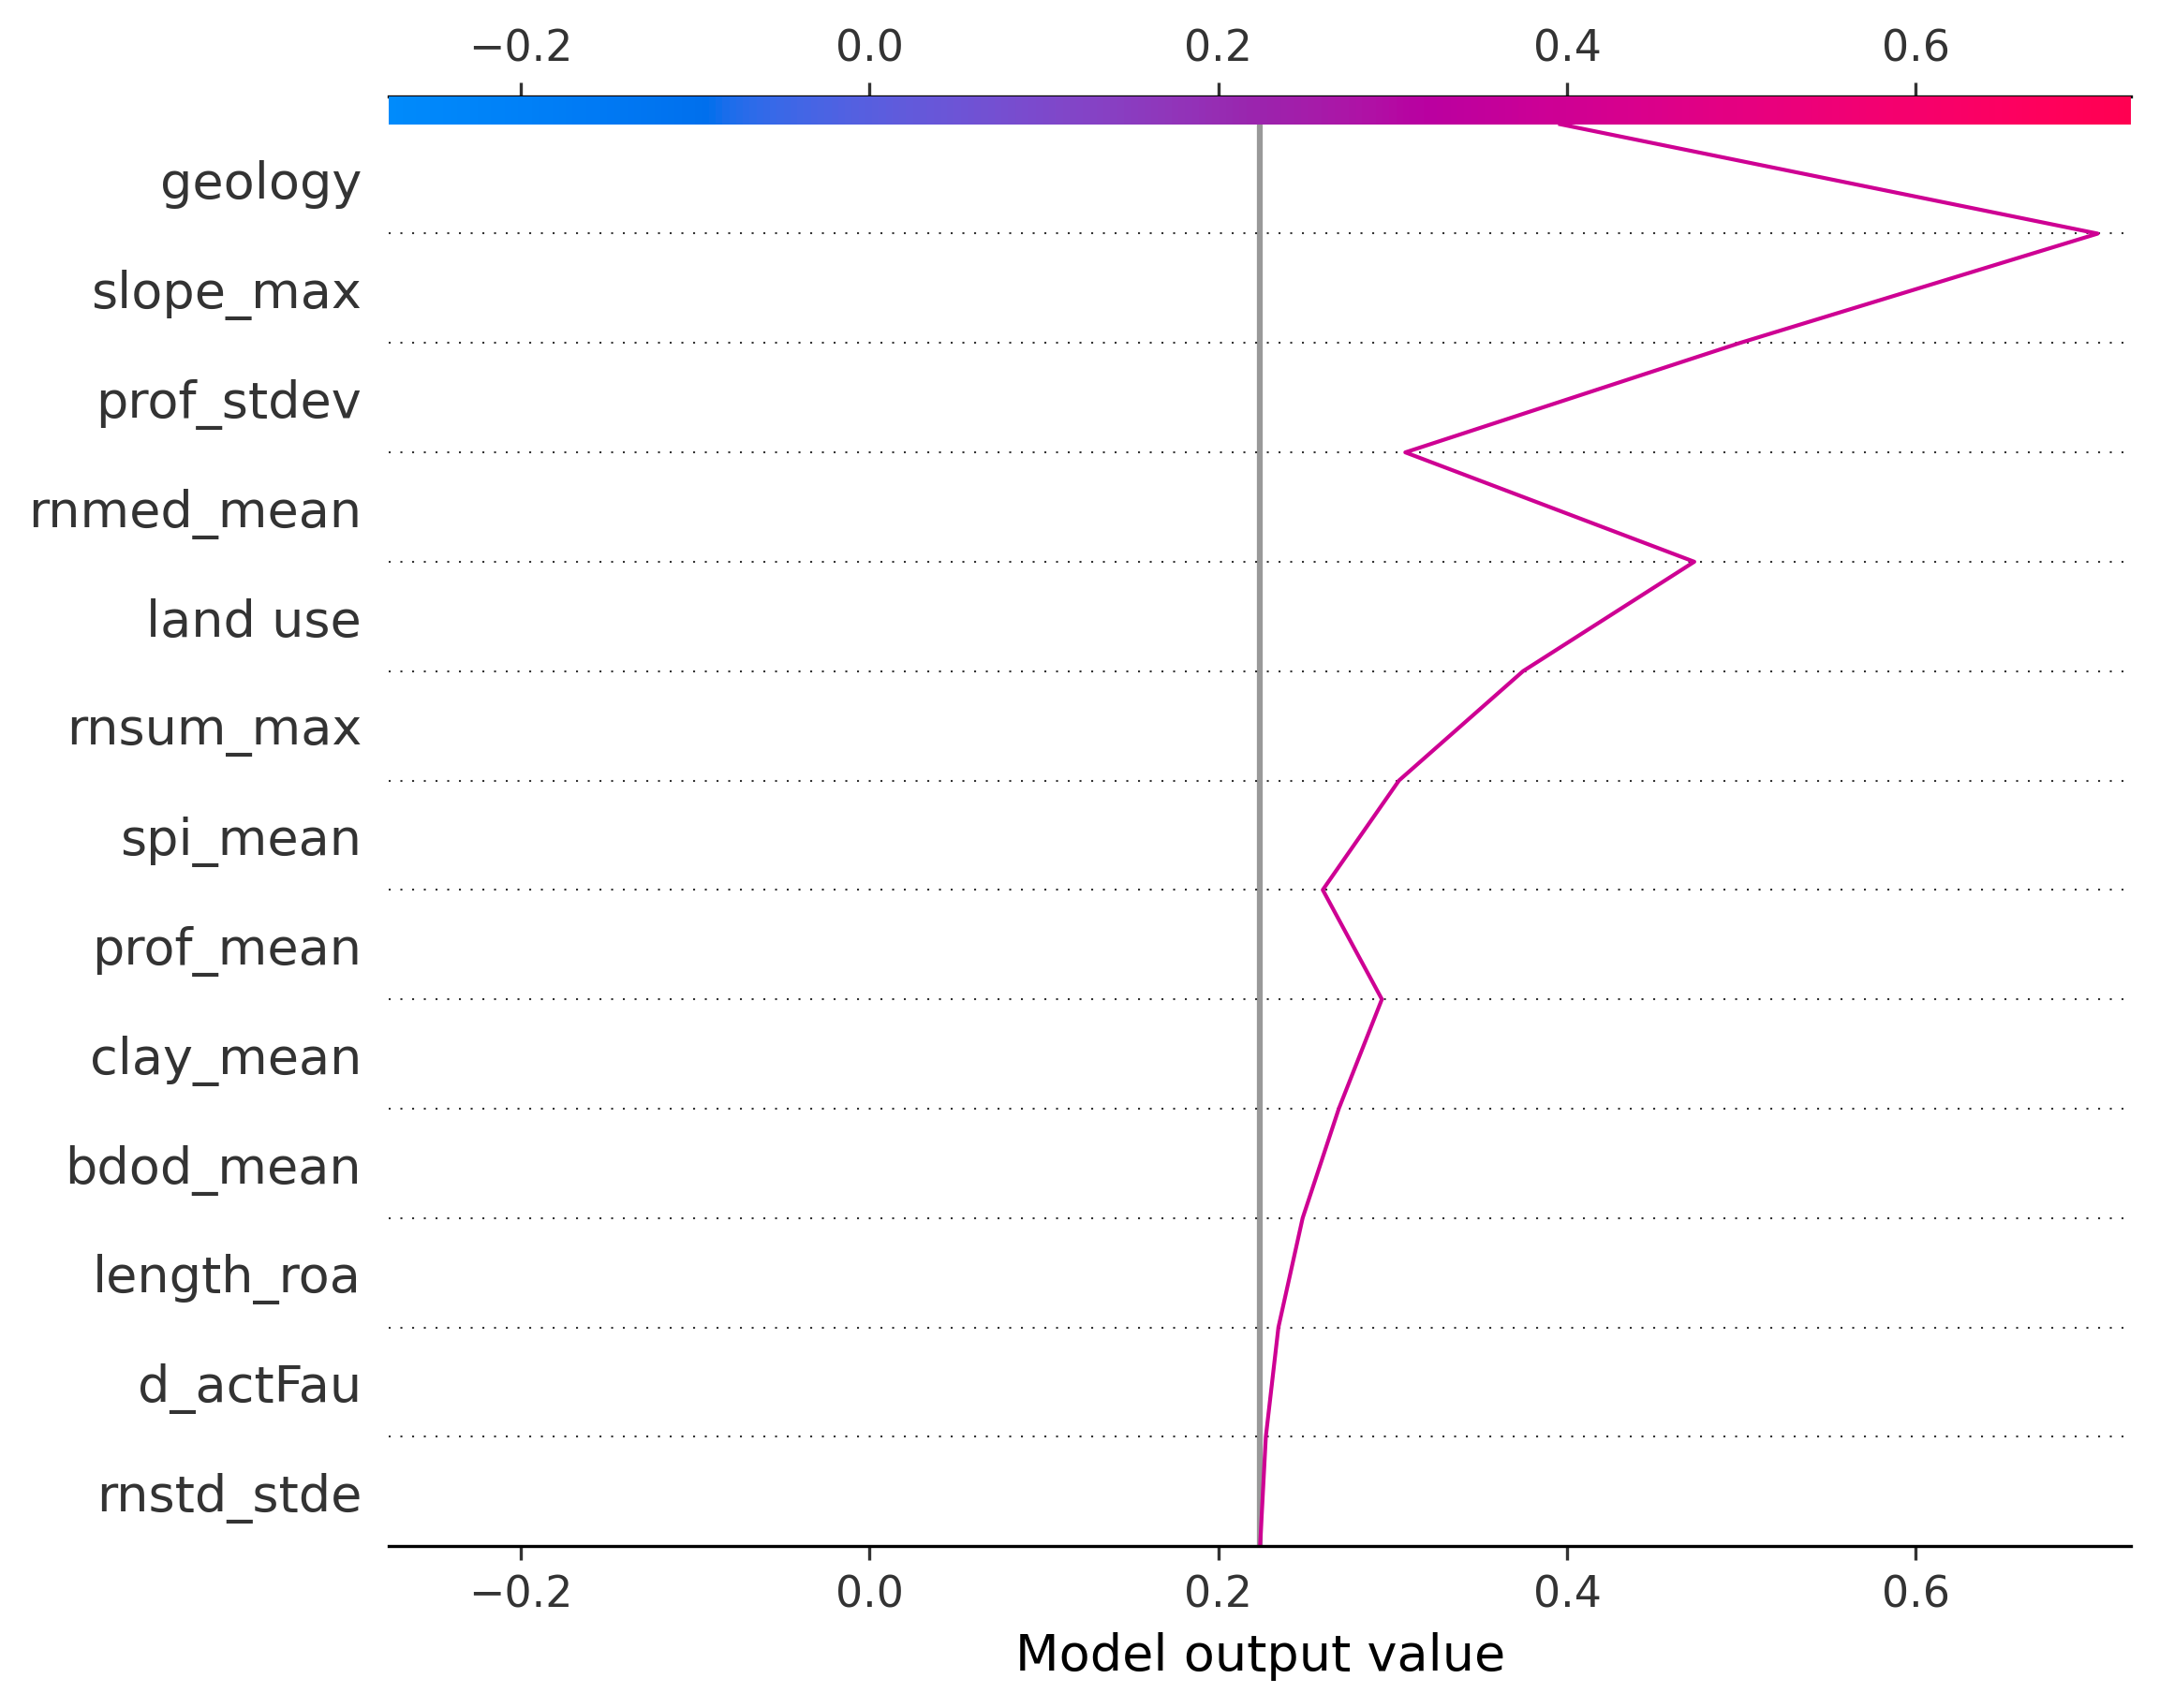 −0.2 0.0 0.2 0.4 0.6
geology
slope_max
prof_stdev
rnmed_mean
land use
rnsum_max
spi_mean
prof_mean
clay_mean
bdod_mean
length_roa
d_actFau
rnstd_stde
−0.2 0.0 0.2 0.4 0.6
Model output value